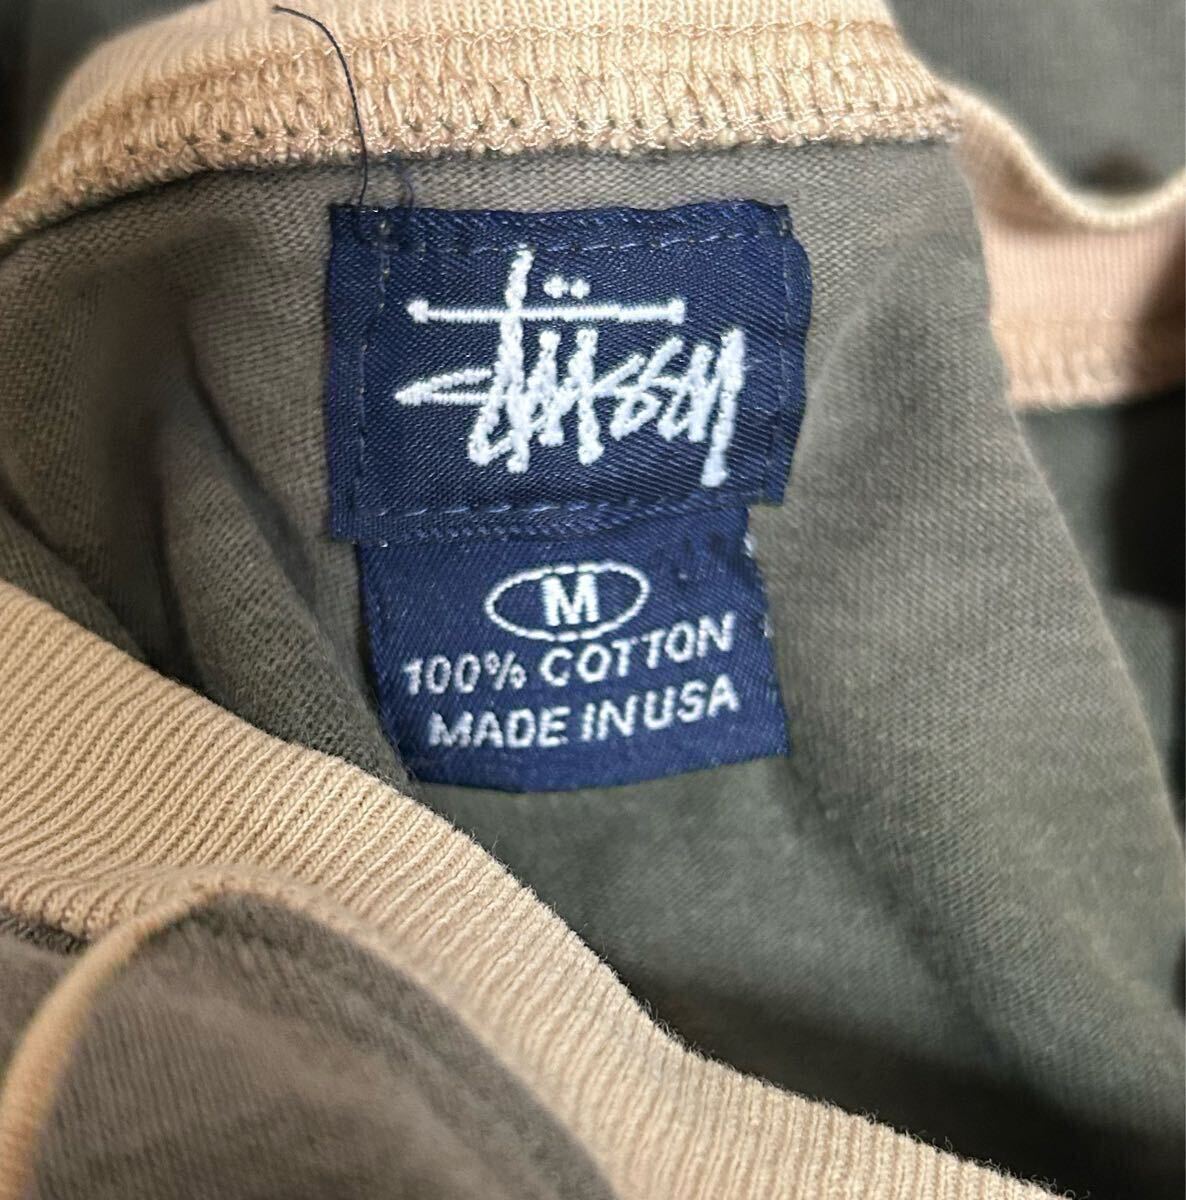 Stüssy
M
100% COTTON
MADE IN USA